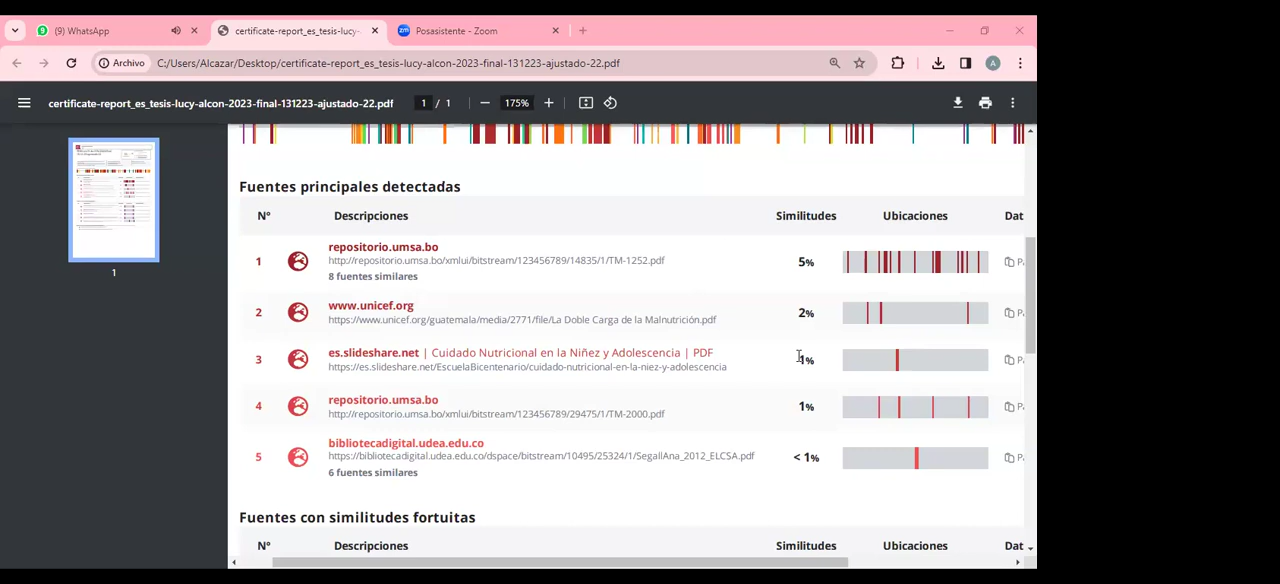 (9) WhatsApp
certificate-report_es_tesis-lucy-
zm Posasistente - Zoom
Archivo C:/Users/Alcazar/Desktop/certificate-report_es_tesis-lucy-alcon-2023-final-131223-ajustado-22.pdf A
certificate-report_es_tesis-lucy-alcon-2023-final-131223-ajustado-22.pdf 1 / 1 175%
1
Fuentes principales detectadas
N° Descripciones Similitudes Ubicaciones Dat
1 repositorio.umsa.bo
http://repositorio.umsa.bo/xmlui/bitstream/123456789/14835/1/TM-1252.pdf
8 fuentes similares
5% Pa
2 www.unicef.org
https://www.unicef.org/guatemala/media/2771/file/La Doble Carga de la Malnutrición.pdf
2% Pa
3 es.slideshare.net | Cuidado Nutricional en la Niñez y Adolescencia | PDF
https://es.slideshare.net/EscuelaBicentenario/cuidado-nutricional-en-la-niez-y-adolescencia
1% Pa
4 repositorio.umsa.bo
http://repositorio.umsa.bo/xmlui/bitstream/123456789/29475/1/TM-2000.pdf
1% Pa
5 bibliotecadigital.udea.edu.co
https://bibliotecadigital.udea.edu.co/dspace/bitstream/10495/25324/1/SegallAna_2012_ELCSA.pdf
6 fuentes similares
< 1% Pa
Fuentes con similitudes fortuitas
N° Descripciones Similitudes Ubicaciones Dat